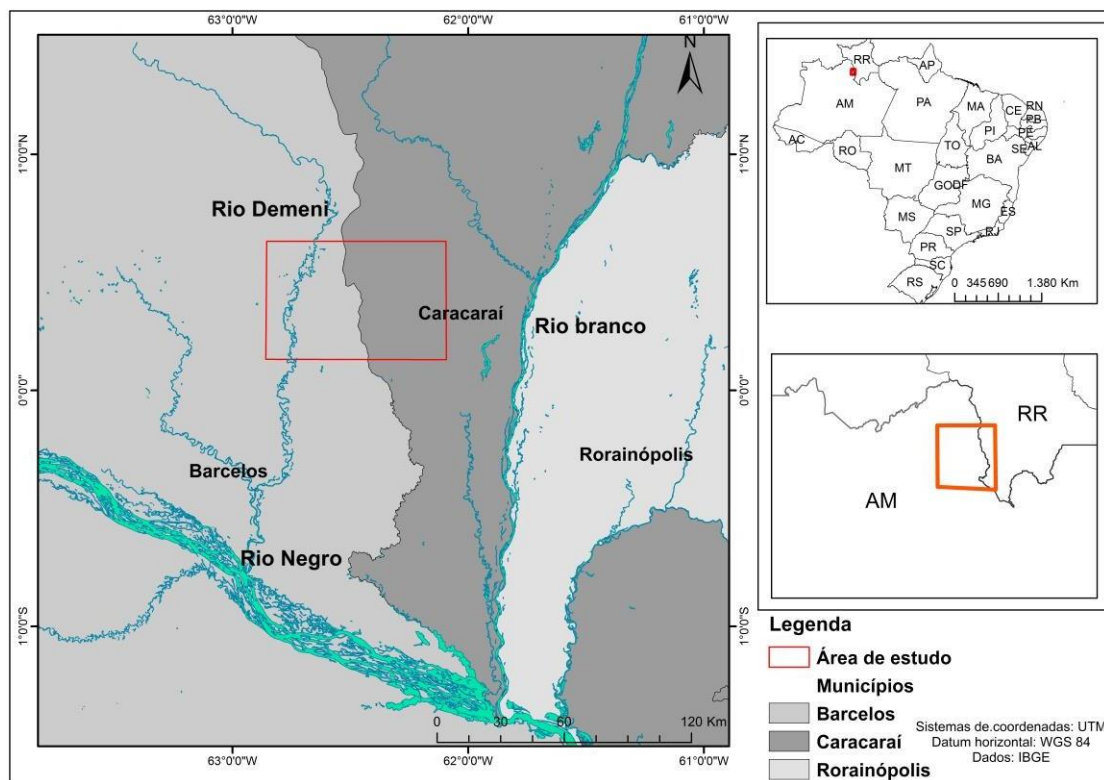 63°0'0"W 62°0'0"W 61°0'0"W
N
1°0'0"N
1°0'0"N
Rio Demeni
Caracaraí
Rio branco
0°0'0"
0°0'0"
Barcelos
Rorainópolis
Rio Negro
1°0'0"S
1°0'0"S
0 30 60 120 Km
63°0'0"W 62°0'0"W 61°0'0"W
RR
AP
AM
PA
MA
CE
RN
PB
PE
PI
AC
RO
TO
SE
AL
BA
MT
GO
DF
MG
ES
MS
SP
RJ
PR
SC
RS
0 345 690 1.380 Km
RR
AM
Legenda
Área de estudo
Municípios
Barcelos
Caracaraí
Rorainópolis
Sistemas de.coordenadas: UTM
Datum horizontal: WGS 84
Dados: IBGE